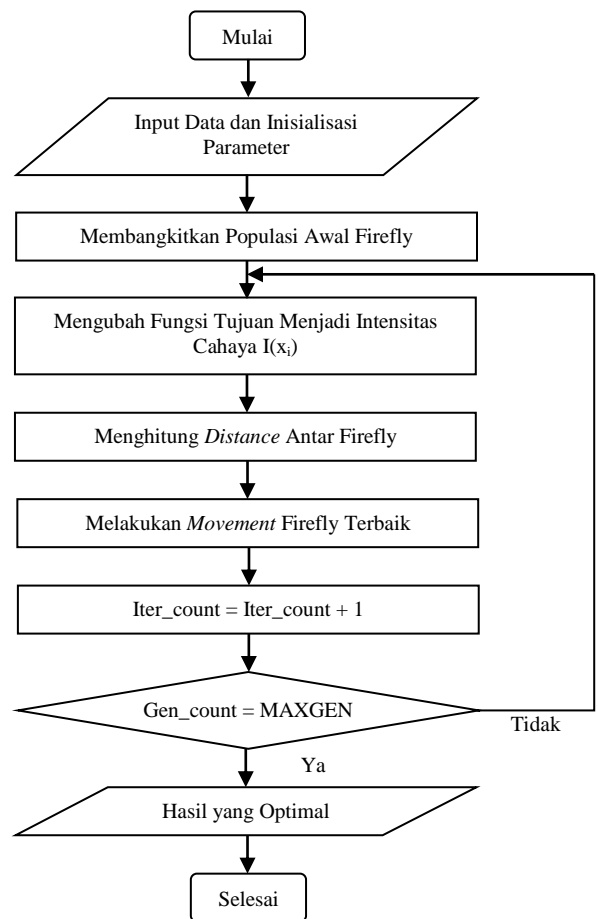 Mulai
Input Data dan Inisialisasi
Parameter
Membangkitkan Populasi Awal Firefly
Mengubah Fungsi Tujuan Menjadi Intensitas
Cahaya I(xᵢ)
Menghitung Distance Antar Firefly
Melakukan Movement Firefly Terbaik
Iter_count = Iter_count + 1
Gen_count = MAXGEN
Tidak
Ya
Hasil yang Optimal
Selesai